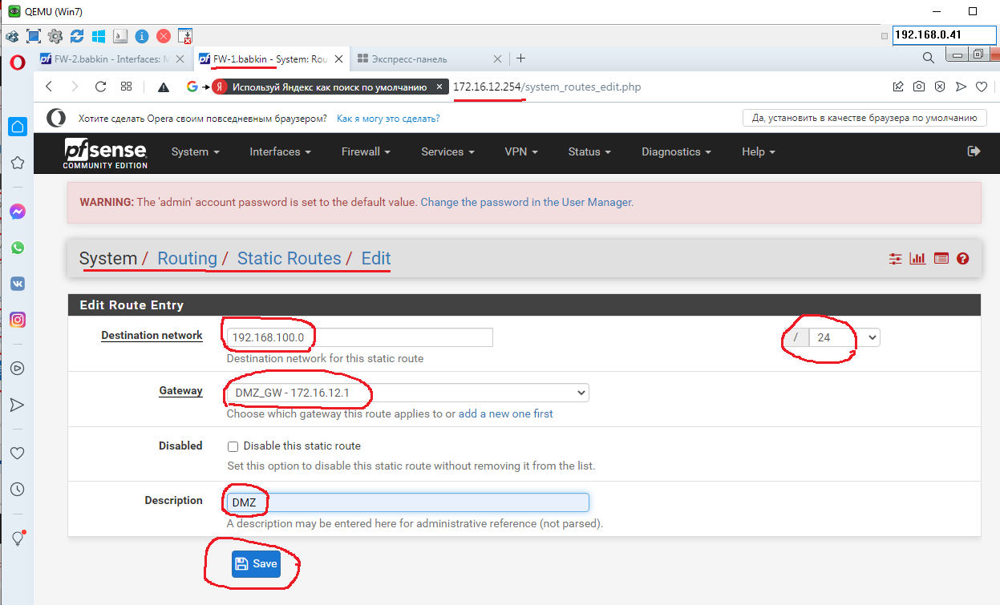 QEMU (Win7)
192.168.0.41
FW-2.babkin - Interfaces: M
FW-1.babkin - System: Rou
Экспресс-панель
Используй Яндекс как поиск по умолчанию
172.16.12.254/system_routes_edit.php
Хотите сделать Opera своим повседневным браузером? Как я могу это сделать?
Да, установить в качестве браузера по умолчанию
pfsense
COMMUNITY EDITION
System Interfaces Firewall Services VPN Status Diagnostics Help
WARNING: The 'admin' account password is set to the default value. Change the password in the User Manager.
System / Routing / Static Routes / Edit
Edit Route Entry
Destination network 192.168.100.0 / 24
Destination network for this static route
Gateway DMZ_GW - 172.16.12.1
Choose which gateway this route applies to or add a new one first
Disabled Disable this static route
Set this option to disable this static route without removing it from the list.
Description DMZ
A description may be entered here for administrative reference (not parsed).
Save